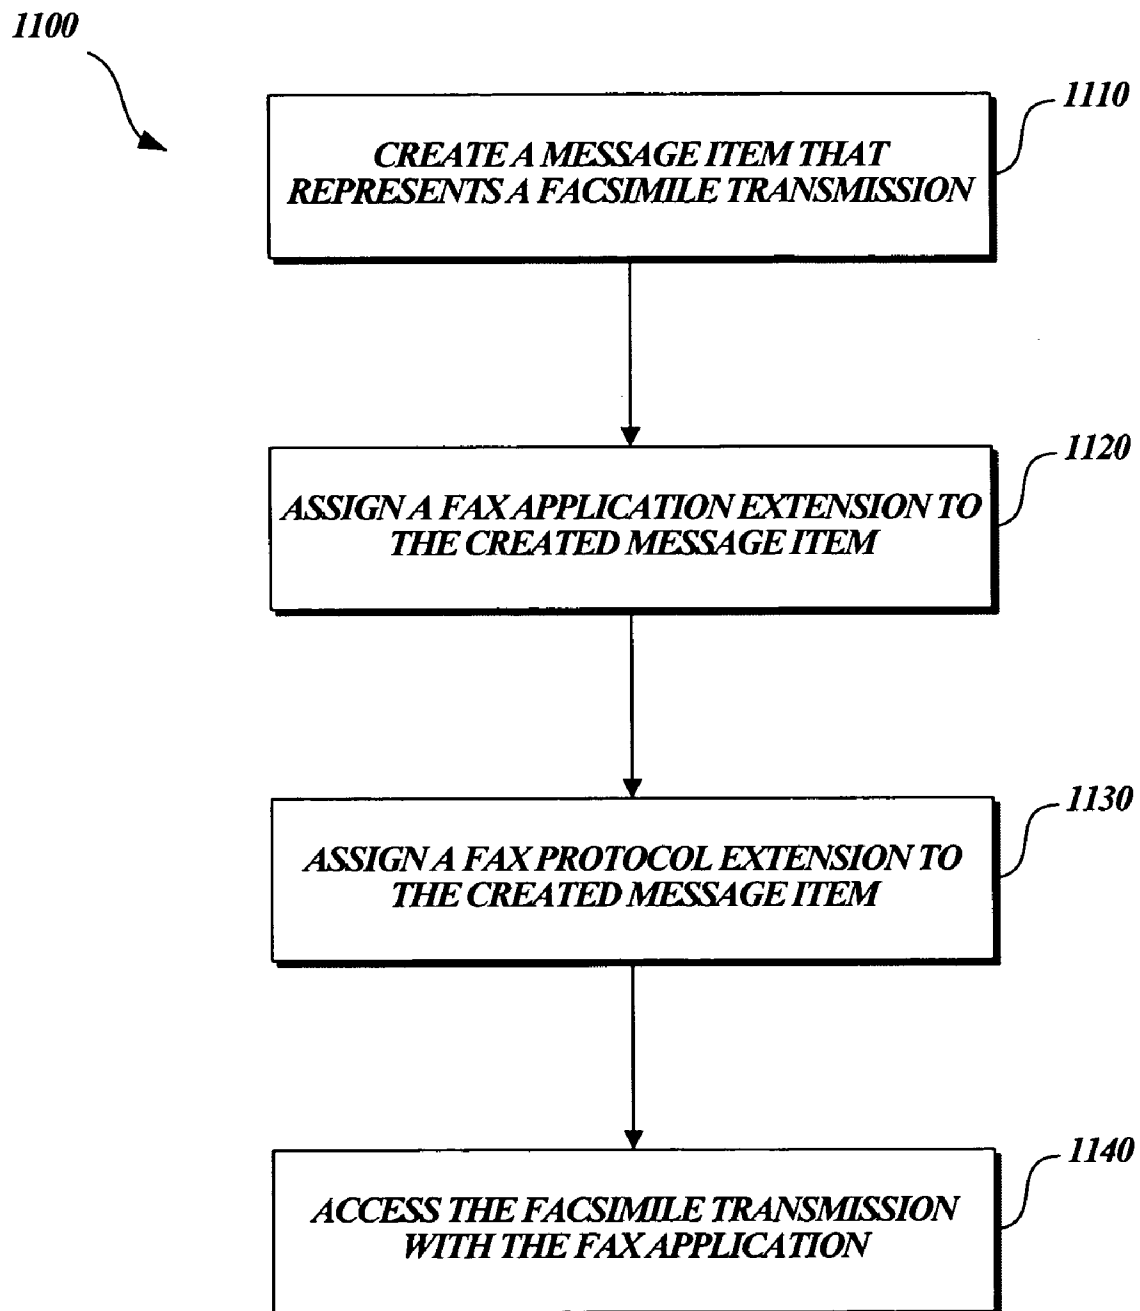 1100
1110
CREATE A MESSAGE ITEM THAT
REPRESENTS A FACSIMILE TRANSMISSION
1120
ASSIGN A FAX APPLICATION EXTENSION TO
THE CREATED MESSAGE ITEM
1130
ASSIGN A FAX PROTOCOL EXTENSION TO
THE CREATED MESSAGE ITEM
1140
ACCESS THE FACSIMILE TRANSMISSION
WITH THE FAX APPLICATION